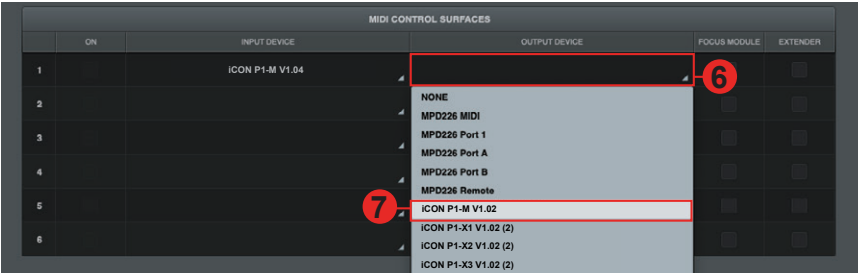 MIDI CONTROL SURFACES
ON INPUT DEVICE OUTPUT DEVICE FOCUS MODULE EXTENDER
1 iCON P1-M V1.04 6
2
3
4
5
6
NONE
MPD226 MIDI
MPD226 Port 1
MPD226 Port A
MPD226 Port B
MPD226 Remote
7 iCON P1-M V1.02
iCON P1-X1 V1.02 (2)
iCON P1-X2 V1.02 (2)
iCON P1-X3 V1.02 (2)